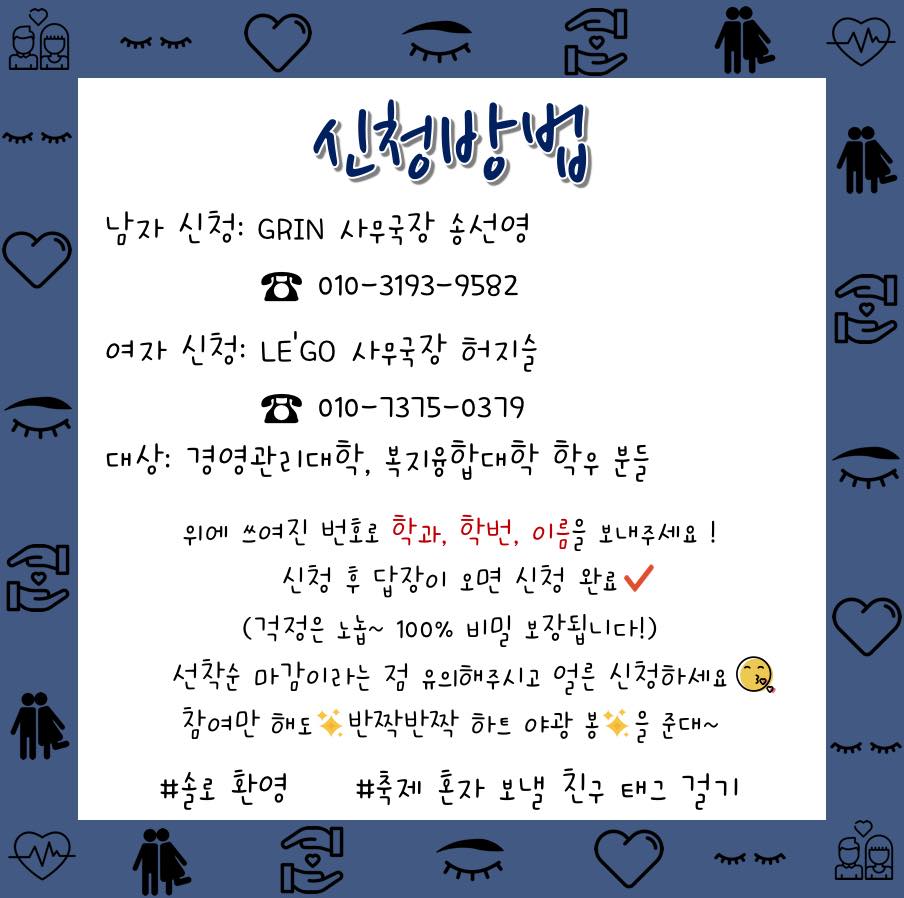 신청방법
남자 신청: GRIN 사무국장 송선영
☎ 010-3193-9582
여자 신청: LE'GO 사무국장 허지슬
☎ 010-7375-0379
대상: 경영관리대학, 복지융합대학 학우 분들
위에 쓰여진 번호로 학과, 학번, 이름을 보내주세요 !
신청 후 답장이 오면 신청 완료✔
(걱정은 노놉~ 100% 비밀 보장됩니다!)
선착순 마감이라는 점 유의해주시고 얼른 신청하세요😘
참여만 해도✨반짝반짝 하트 야광 봉✨을 준대~
#솔로 환영 #축제 혼자 보낼 친구 태그 걸기